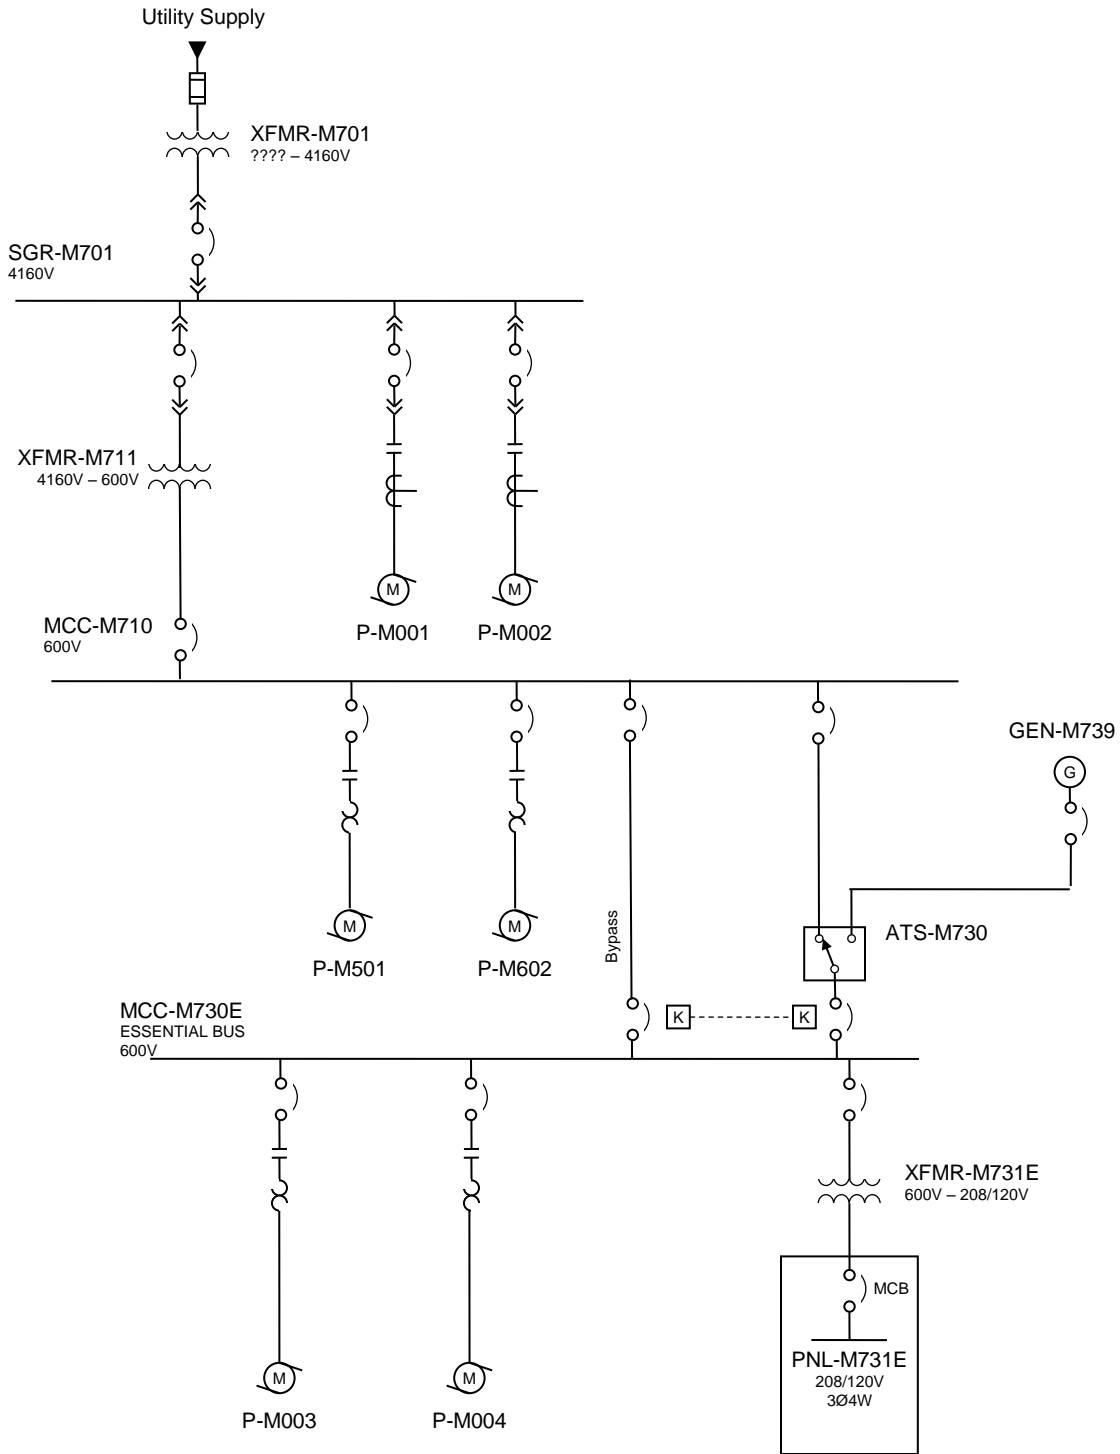 Utility Supply
XFMR-M701
???? – 4160V
SGR-M701
4160V
XFMR-M711
4160V – 600V
M
M
P-M001
P-M002
MCC-M710
600V
GEN-M739
G
Bypass
ATS-M730
M
M
P-M501
P-M602
MCC-M730E
ESSENTIAL BUS
600V
K
K
XFMR-M731E
600V – 208/120V
MCB
PNL-M731E
208/120V
3Ø4W
M
M
P-M003
P-M004